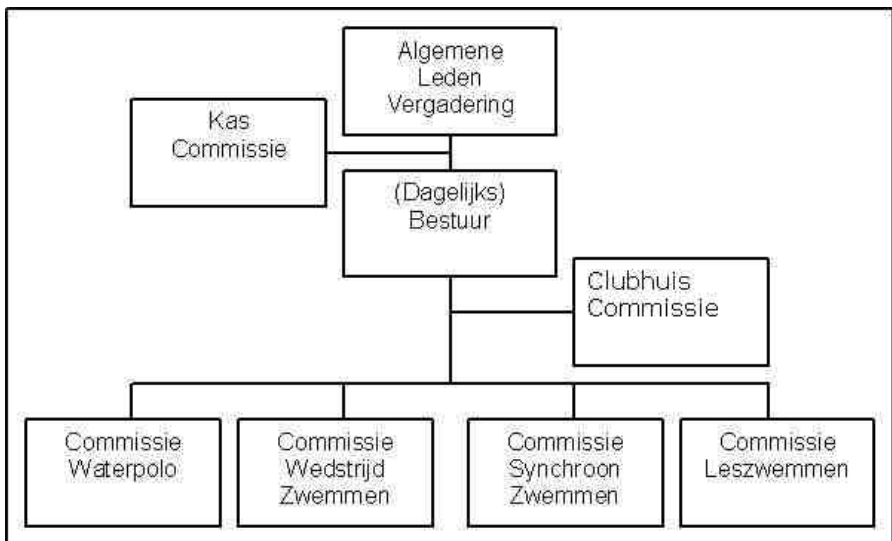 Algemene
Leden
Vergadering
Kas
Commissie
(Dagelijks)
Bestuur
Clubhuis
Commissie
Commissie
Waterpolo
Commissie
Wedstrijd
Zwemmen
Commissie
Synchroon
Zwemmen
Commissie
Leszwemmen